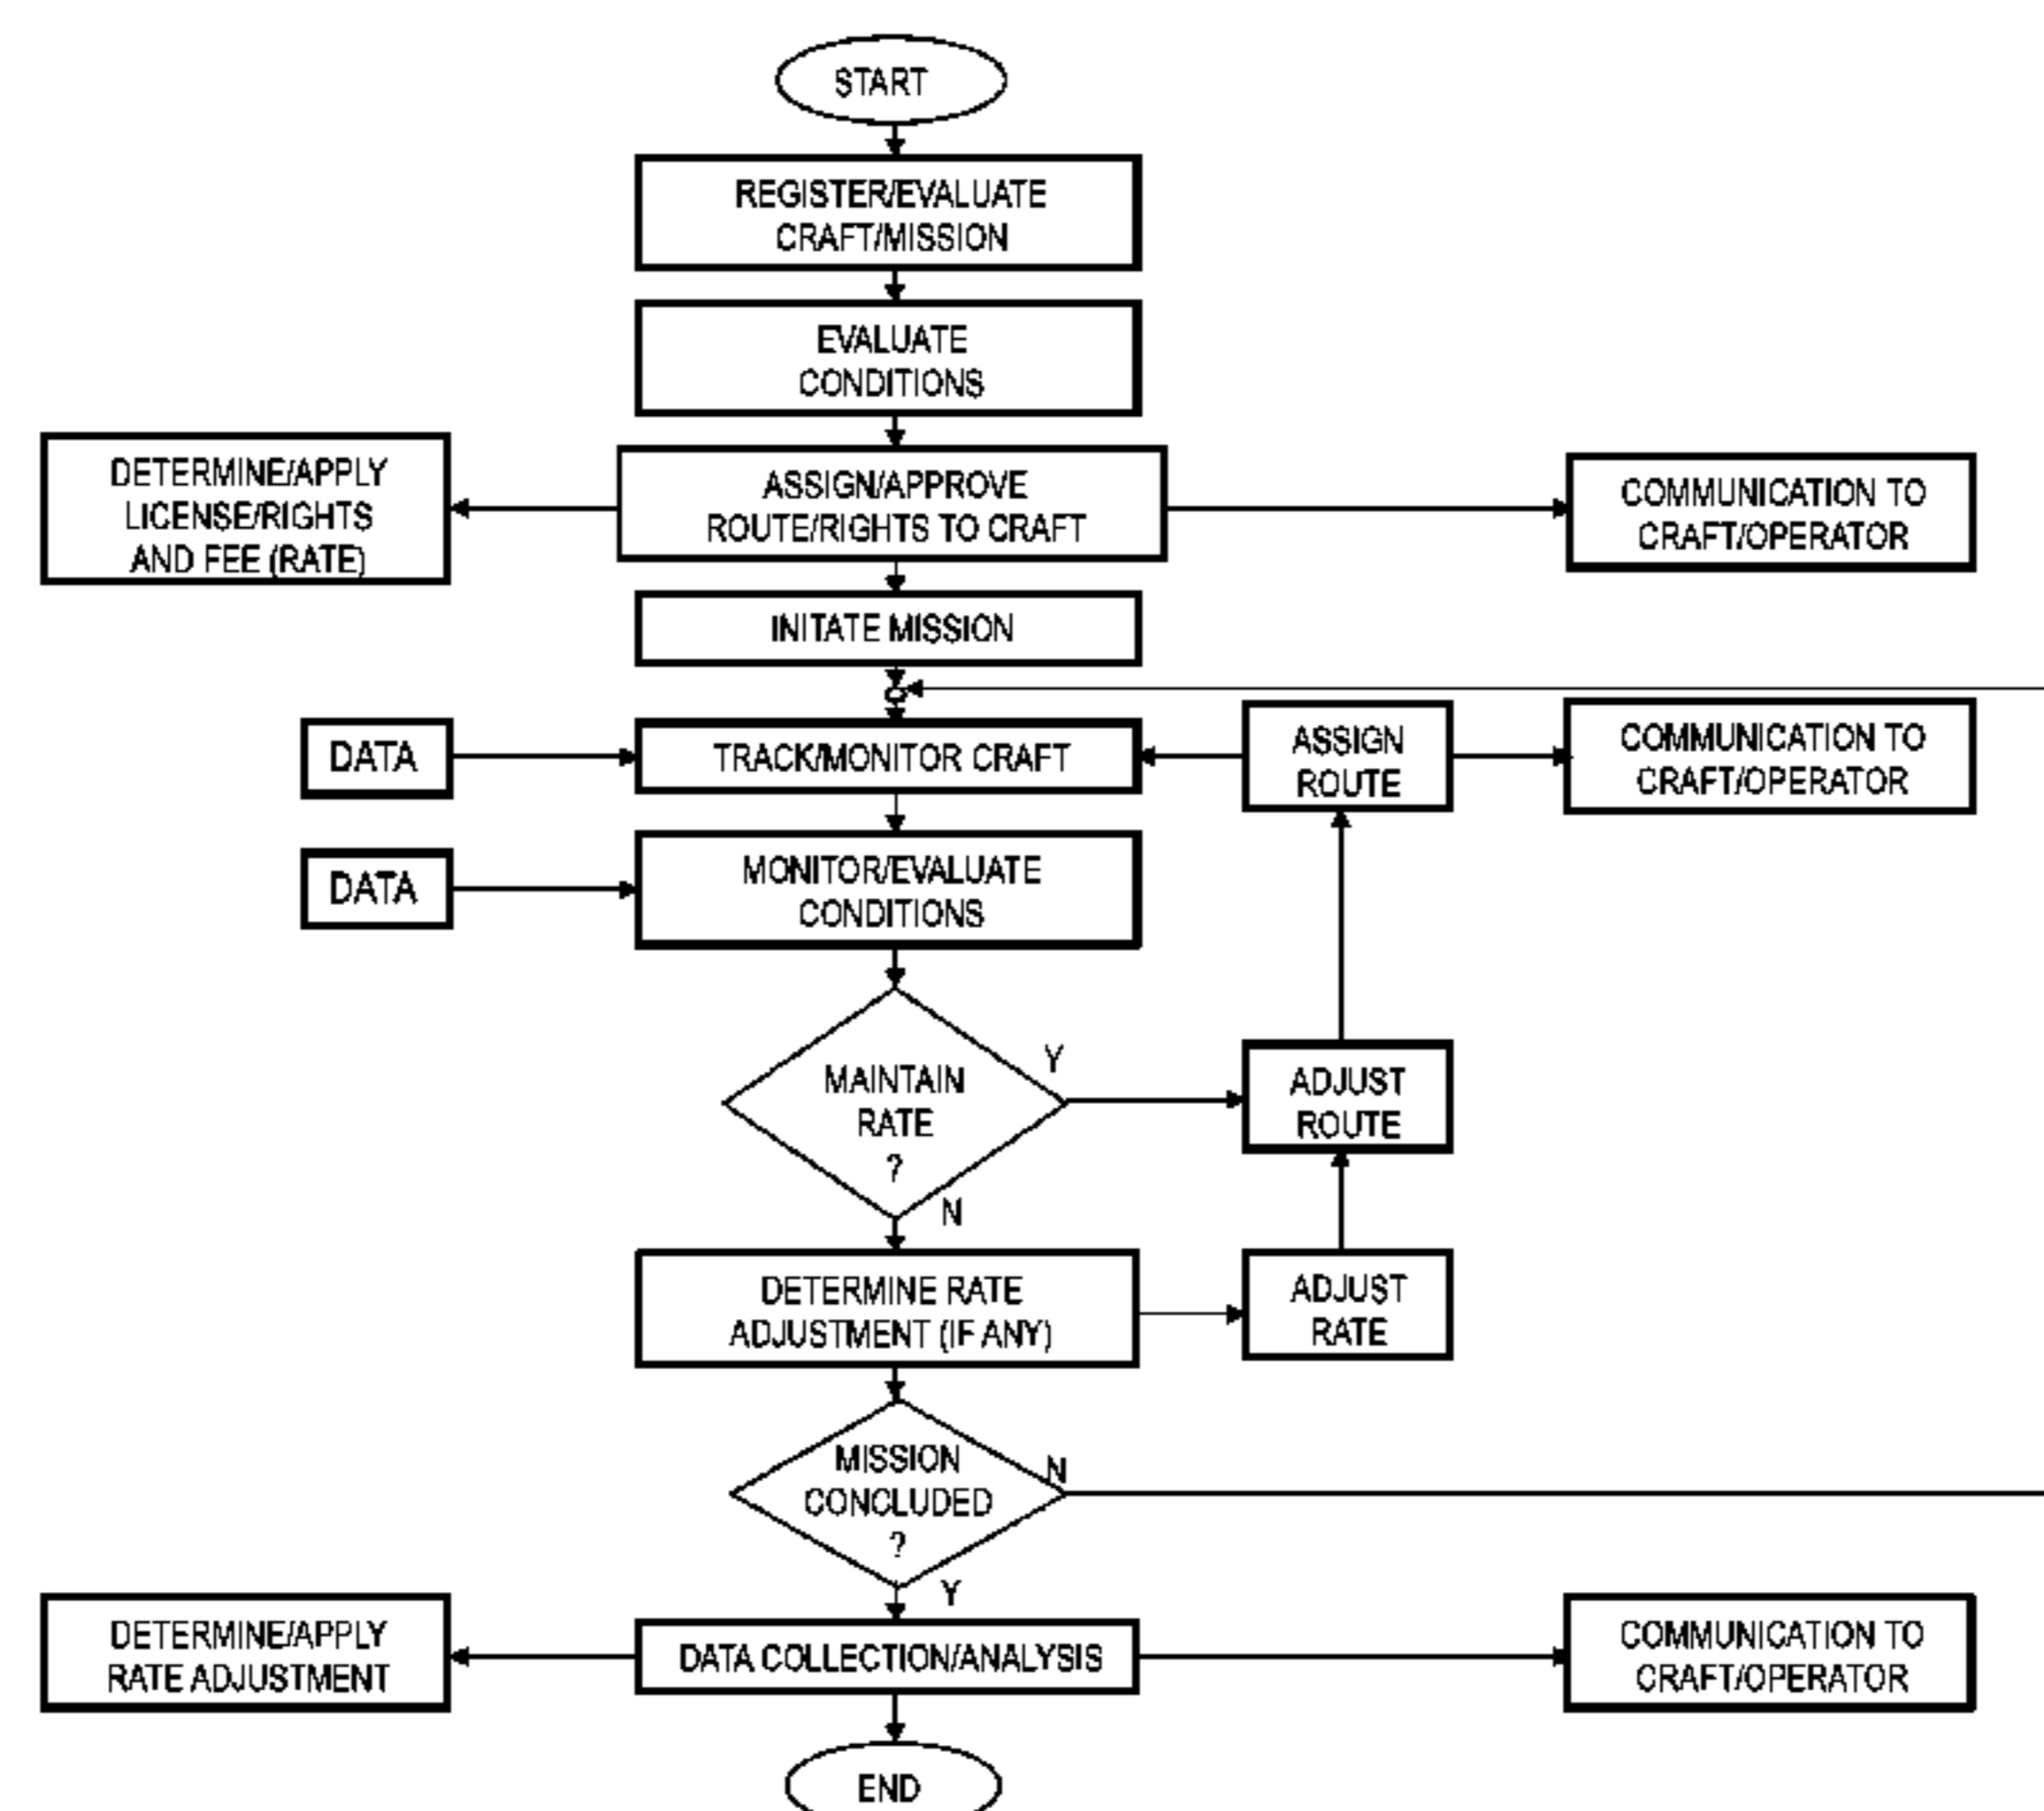 START
REGISTER/EVALUATE
CRAFT/MISSION
EVALUATE
CONDITIONS
DETERMINE/APPLY
LICENSE/RIGHTS
AND FEE (RATE)
ASSIGN/APPROVE
ROUTE/RIGHTS TO CRAFT
COMMUNICATION TO
CRAFT/OPERATOR
INITATE MISSION
DATA
TRACK/MONITOR CRAFT
ASSIGN
ROUTE
COMMUNICATION TO
CRAFT/OPERATOR
DATA
MONITOR/EVALUATE
CONDITIONS
MAINTAIN
RATE
?
Y
N
ADJUST
ROUTE
DETERMINE RATE
ADJUSTMENT (IF ANY)
ADJUST
RATE
MISSION
CONCLUDED
?
N
Y
DETERMINE/APPLY
RATE ADJUSTMENT
DATA COLLECTION/ANALYSIS
COMMUNICATION TO
CRAFT/OPERATOR
END